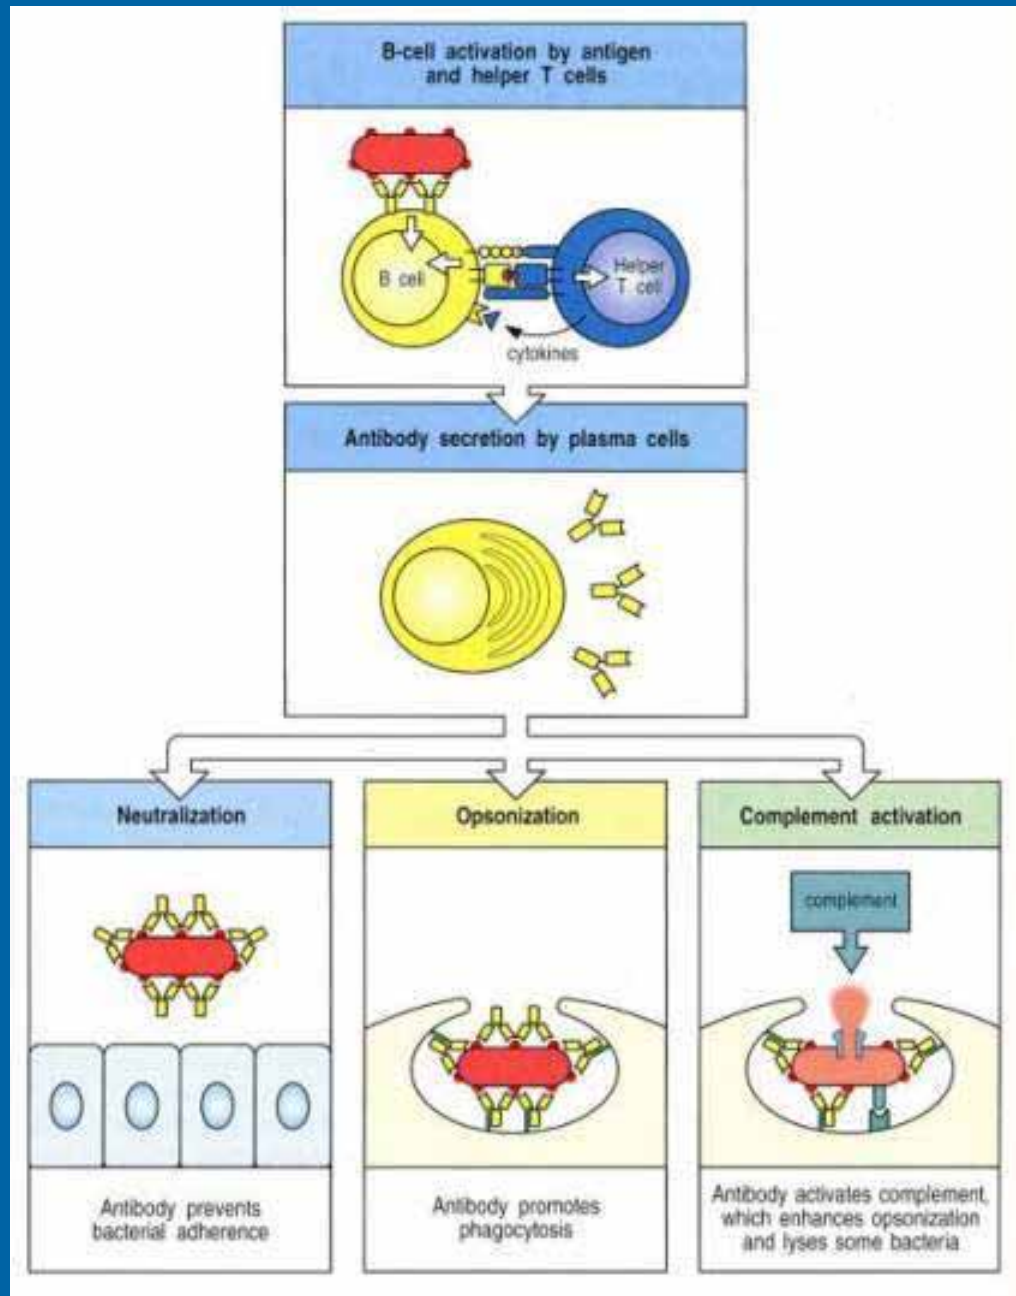 B-cell activation by antigen
and helper T cells
B cell
Helper
T cell
cytokines
Antibody secretion by plasma cells
Neutralization
Opsonization
Complement activation
complement
Antibody prevents
bacterial adherence
Antibody promotes
phagocytosis
Antibody activates complement,
which enhances opsonization
and lyses some bacteria